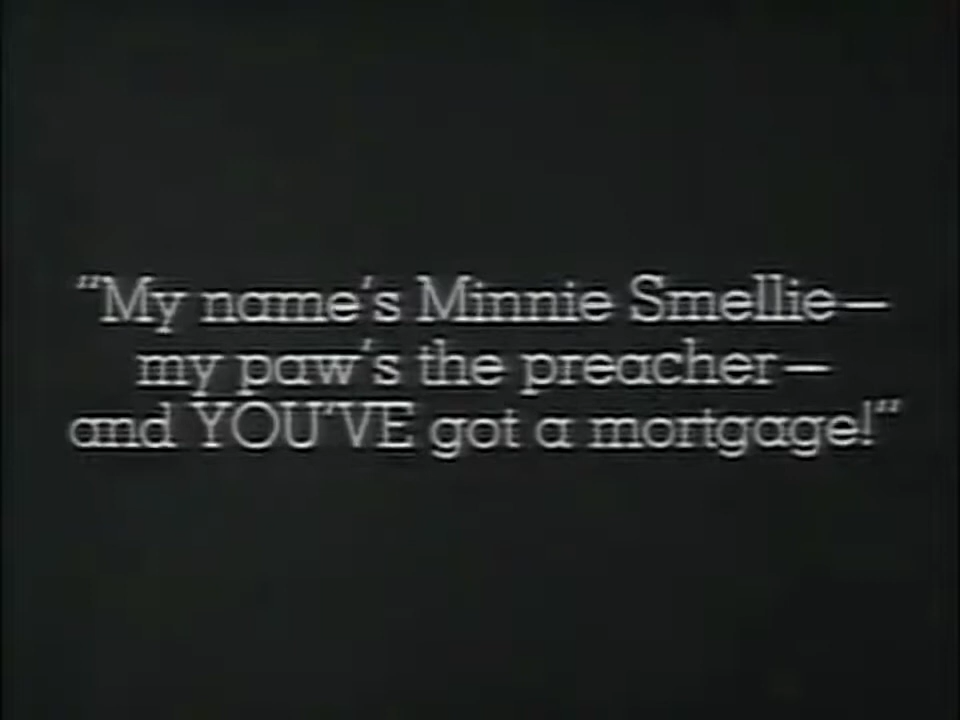 “My name's Minnie Smellie—
my paw's the preacher—
and YOU'VE got a mortgage!”